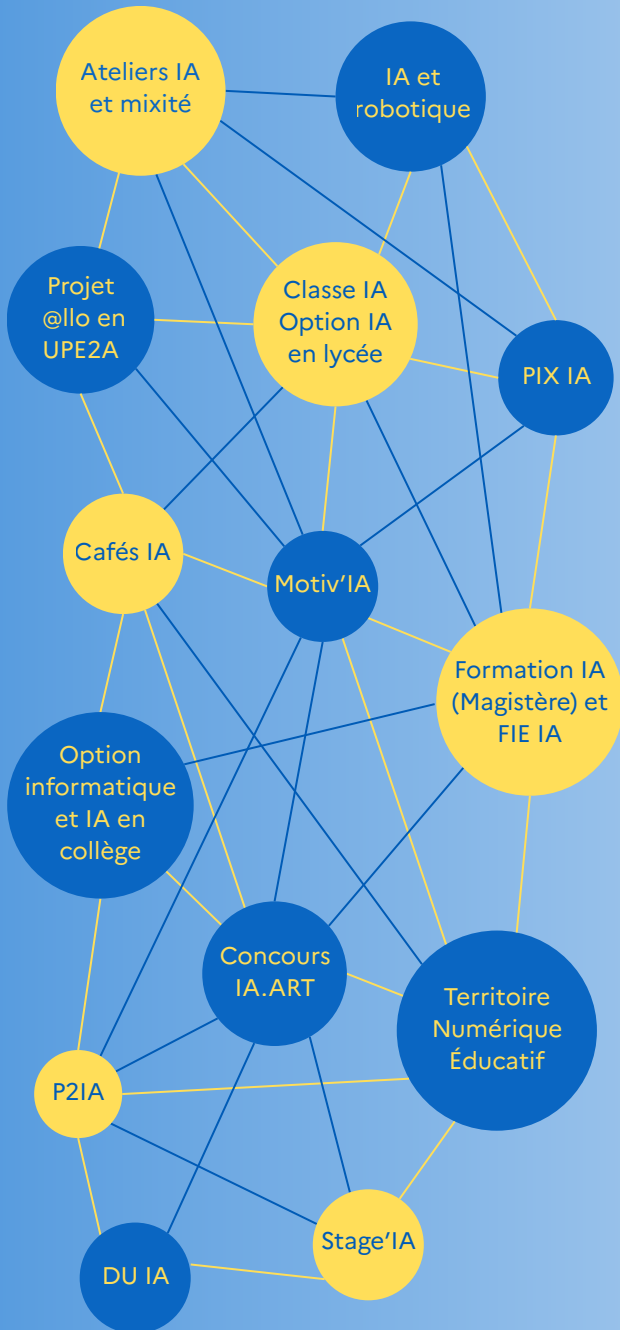 Ateliers IA
et mixité
IA et
robotique
Projet
@llo en
UPE2A
Classe IA
Option IA
en lycée
PIX IA
Cafés IA
Motiv’IA
Formation IA
(Magistère) et
FIE IA
Option
informatique
et IA en
collège
Concours
IA.ART
Territoire
Numérique
Éducatif
P2IA
Stage’IA
DU IA